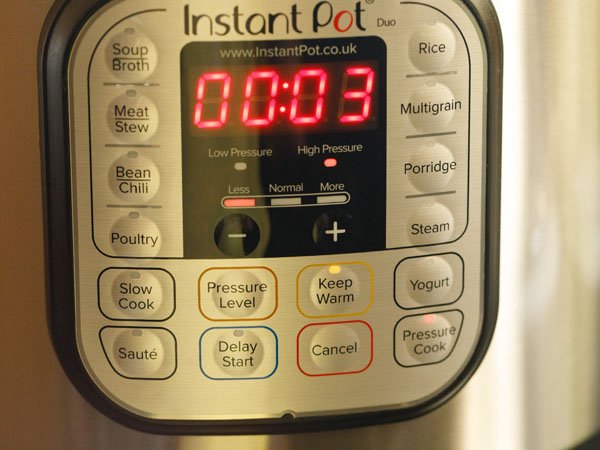 Instant Pot® Duo
www.InstantPot.co.uk
00:03
Low Pressure High Pressure
Less Normal More
− +
Soup
Broth
Meat
Stew
Bean
Chili
Poultry
Rice
Multigrain
Porridge
Steam
Slow
Cook
Pressure
Level
Keep
Warm
Yogurt
Sauté
Delay
Start
Cancel
Pressure
Cook